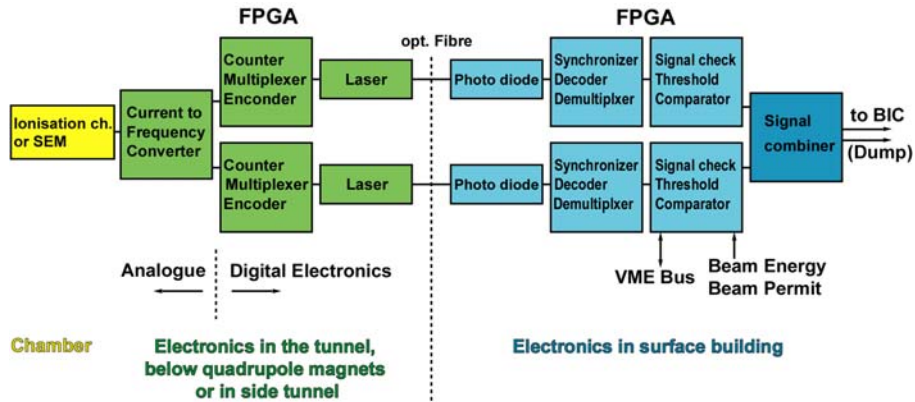 FPGA
FPGA
opt. Fibre
Counter
Multiplexer
Enconder
Laser
Photo diode
Synchronizer
Decoder
Demultiplxer
Signal check
Threshold
Comparator
Ionisation ch.
or SEM
Current to
Frequency
Converter
Signal
combiner
to BIC
(Dump)
Counter
Multiplexer
Encoder
Laser
Photo diode
Synchronizer
Decoder
Demultiplxer
Signal check
Threshold
Comparator
Analogue
Digital Electronics
VME Bus
Beam Energy
Beam Permit
Chamber
Electronics in the tunnel,
below quadrupole magnets
or in side tunnel
Electronics in surface building